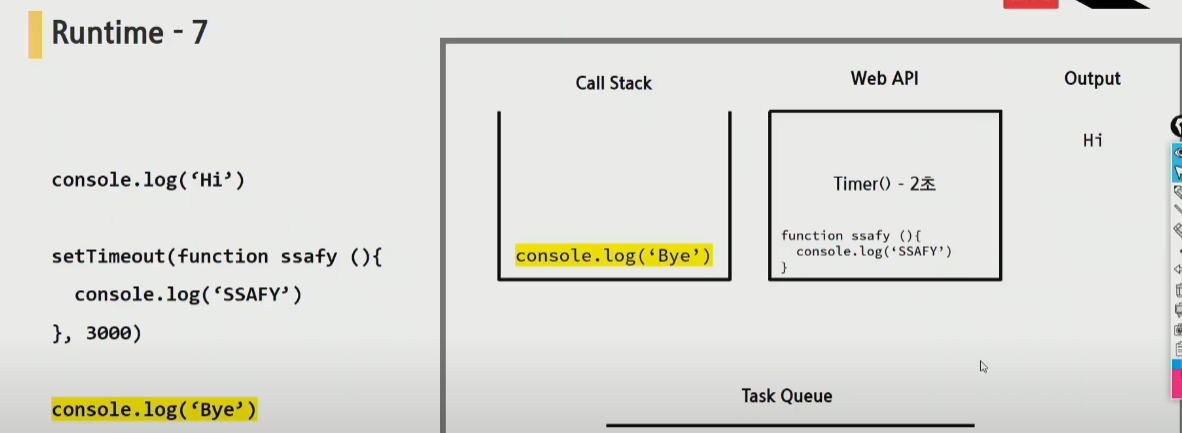 Runtime - 7
console.log(‘Hi’)
setTimeout(function ssafy (){
console.log(‘SSAFY’)
}, 3000)
console.log(‘Bye’)
Call Stack
console.log(‘Bye’)
Web API
Timer() - 2초
function ssafy (){
console.log(‘SSAFY’)
}
Output
Hi
Task Queue